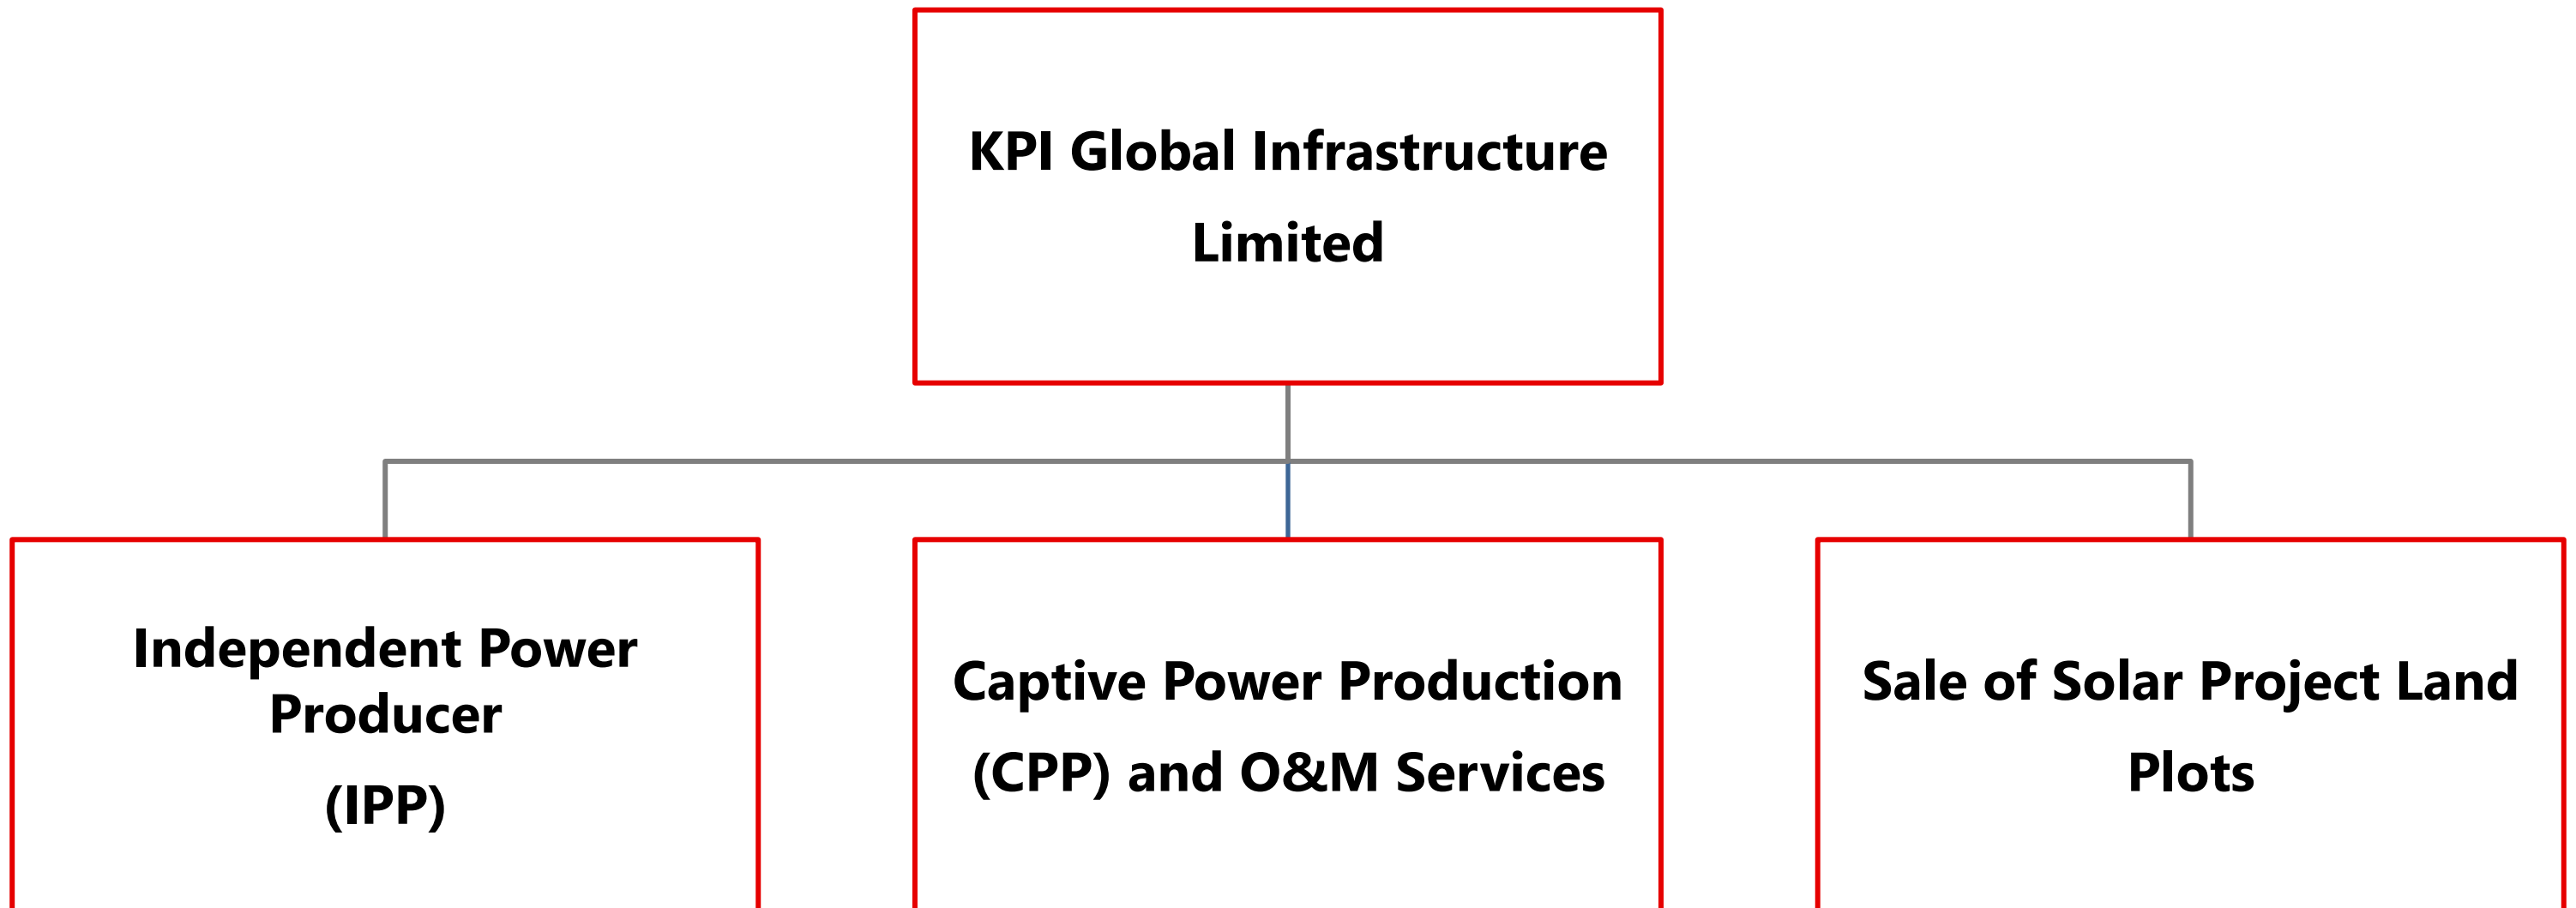 KPI Global Infrastructure
Limited
Independent Power
Producer
(IPP)
Captive Power Production
(CPP) and O&M Services
Sale of Solar Project Land
Plots